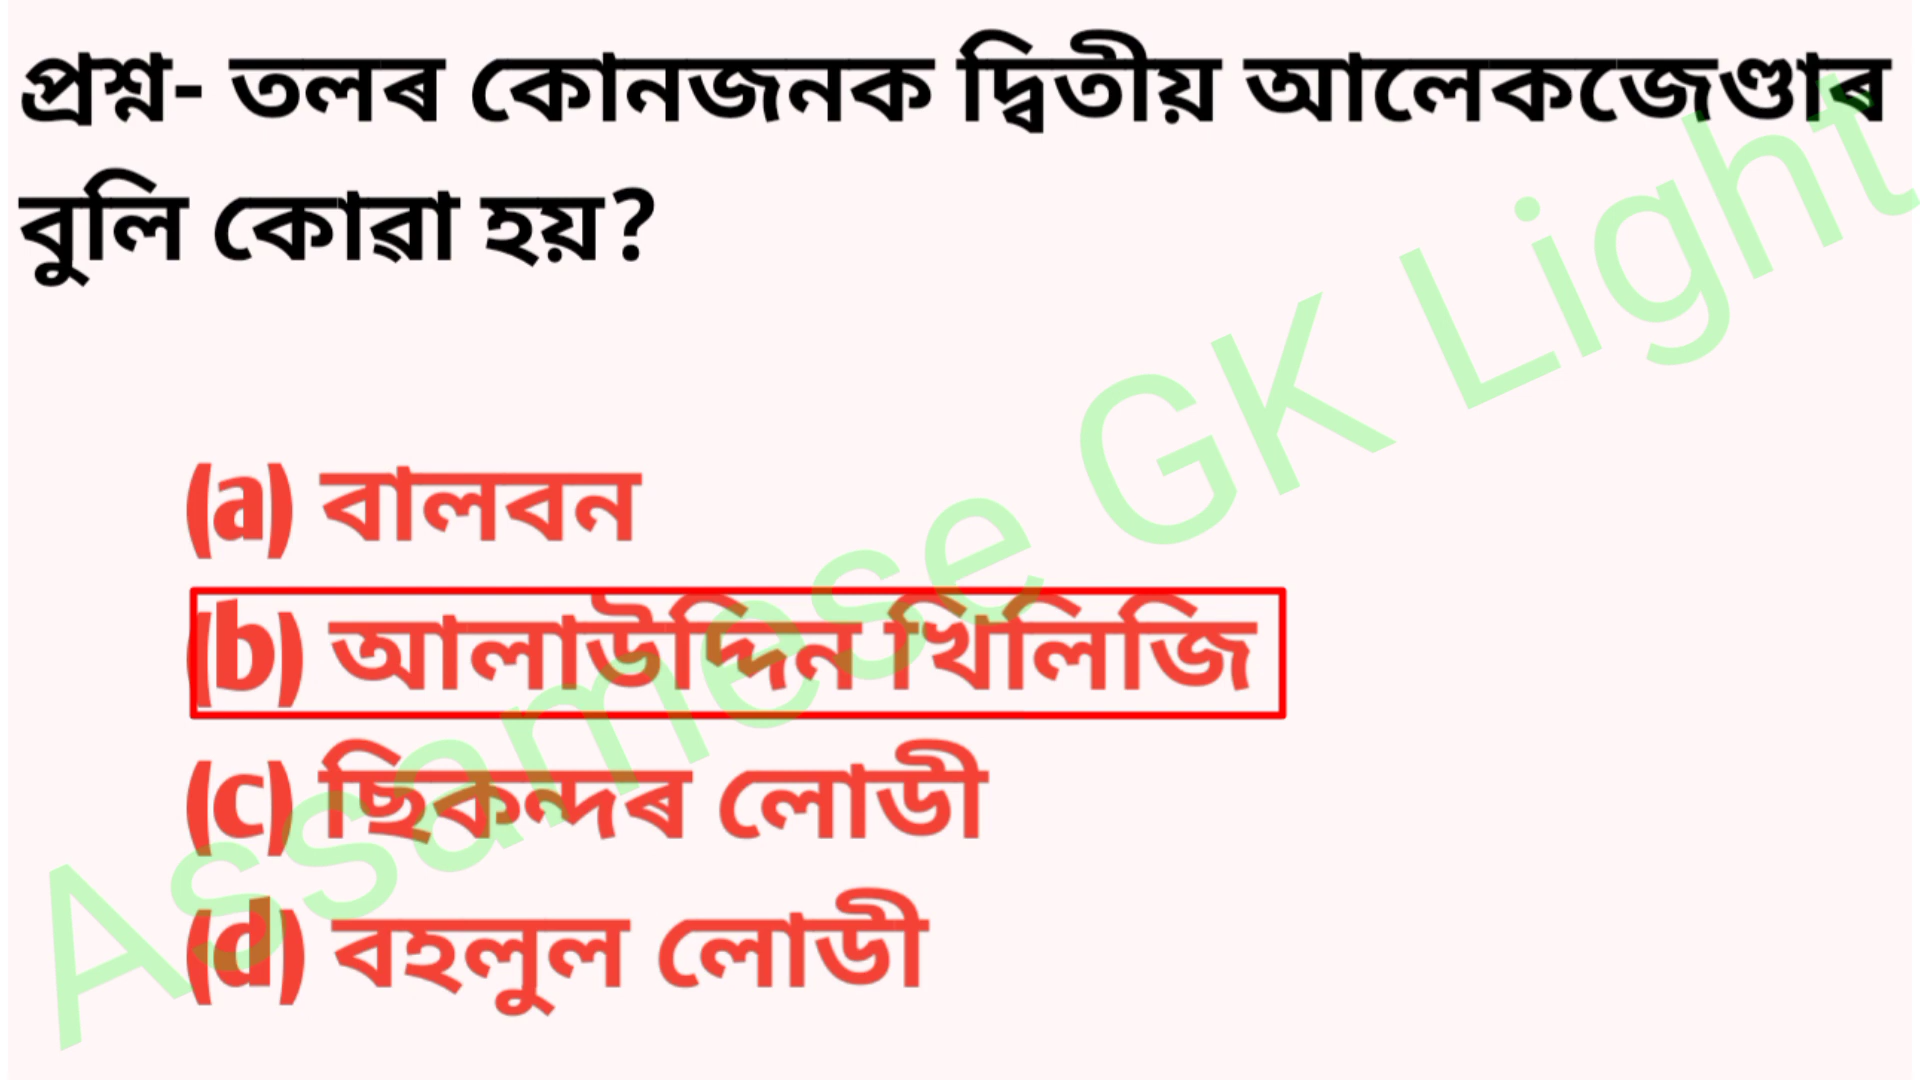 প্ৰশ্ন- তলৰ কোনজনক দ্বিতীয় আলেকজেণ্ডাৰ
বুলি কোৱা হয়?
(a) বালবন
(b) আলাউদ্দিন খিলিজি
(c) ছিকন্দৰ লোডী
(d) বহলুল লোডী
Assamese GK Light